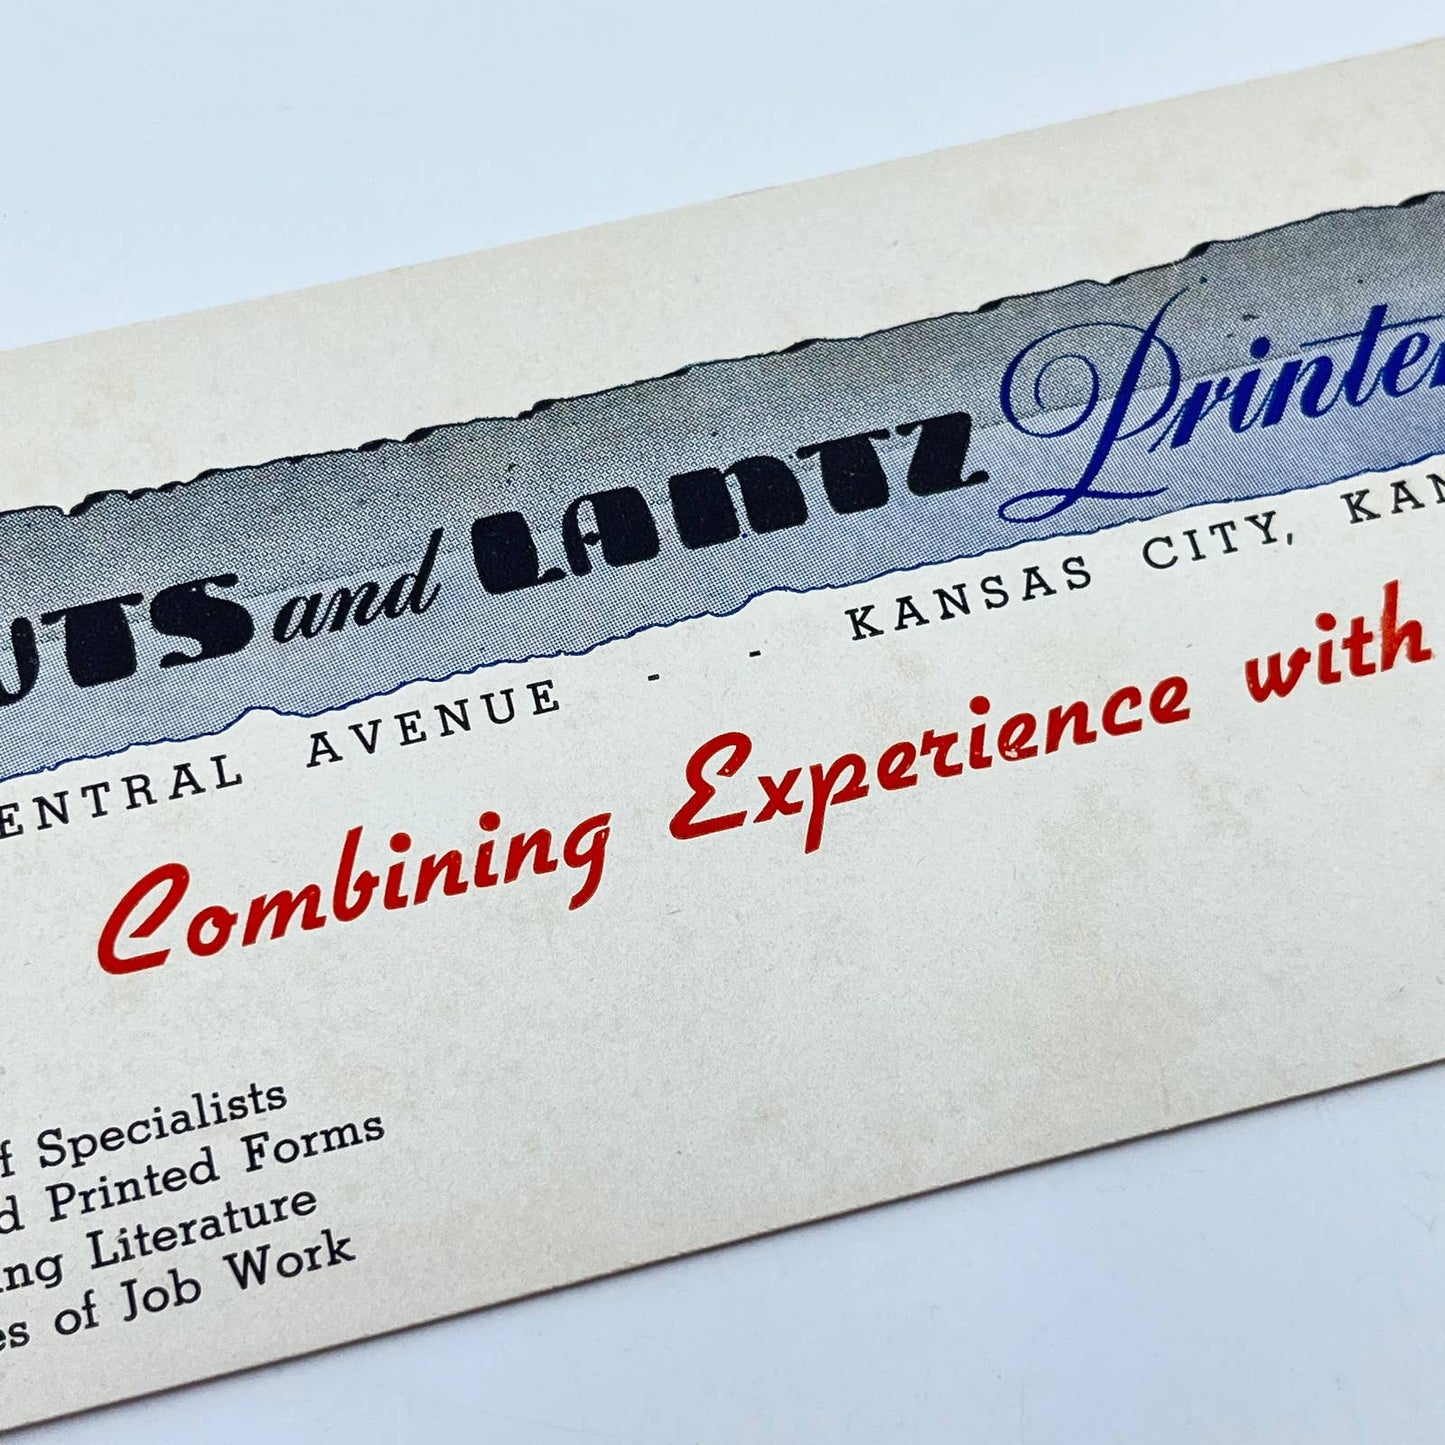 UTS and LANTZ Printer
ENTRAL AVENUE - - KANSAS CITY, KAN
Combining Experience with
f Specialists
d Printed Forms
ng Literature
es of Job Work